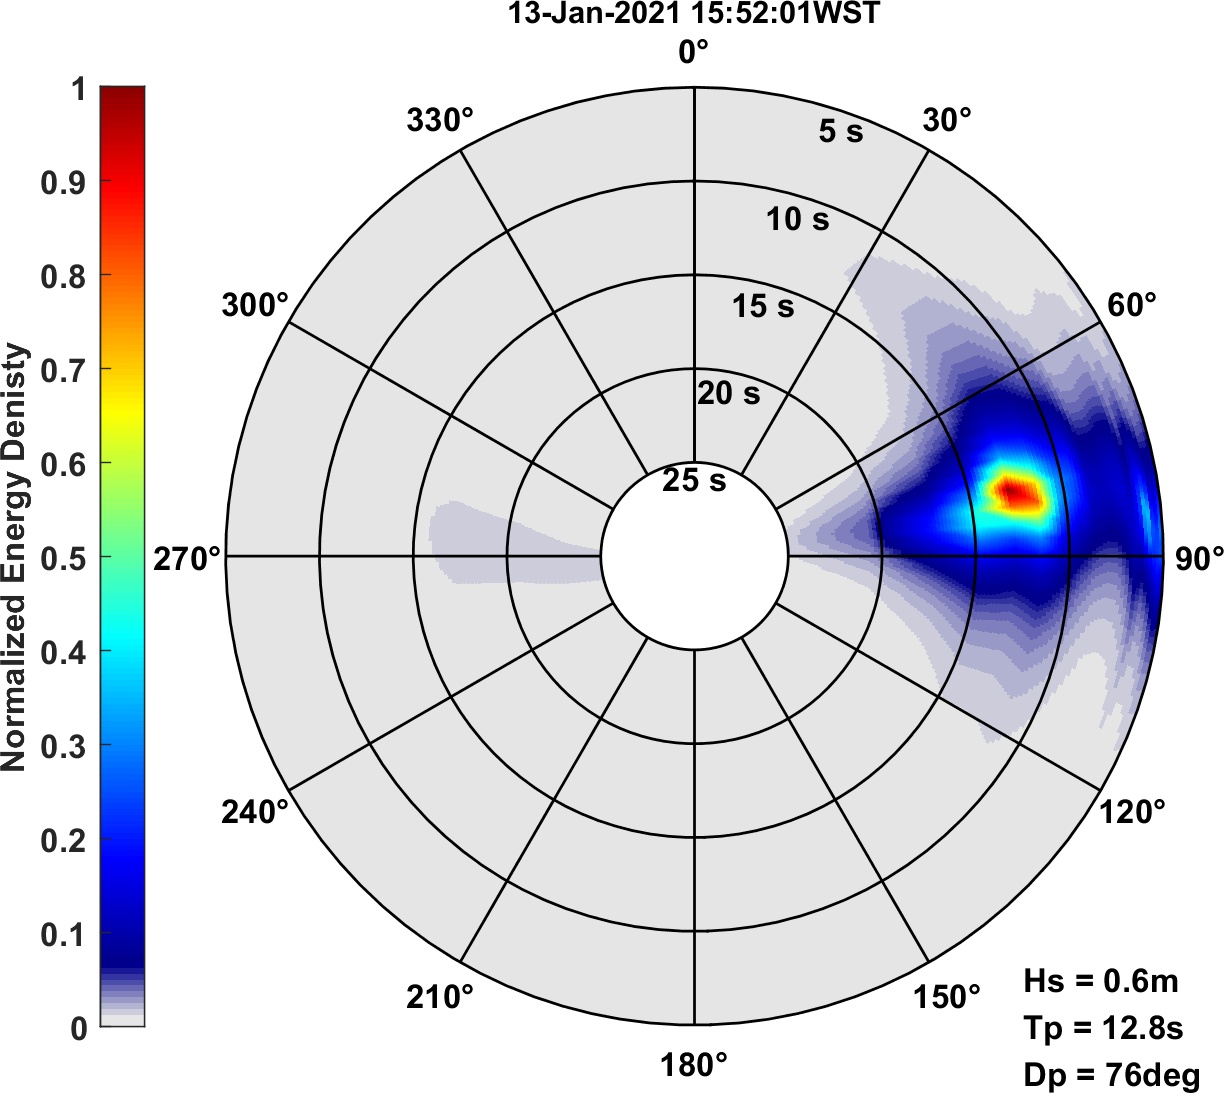 13-Jan-2021 15:52:01WST
0°
30°
60°
90°
120°
150°
180°
210°
240°
270°
300°
330°
5 s
10 s
15 s
20 s
25 s
Normalized Energy Denisty
1
0.9
0.8
0.7
0.6
0.5
0.4
0.3
0.2
0.1
0
Hs = 0.6m
Tp = 12.8s
Dp = 76deg